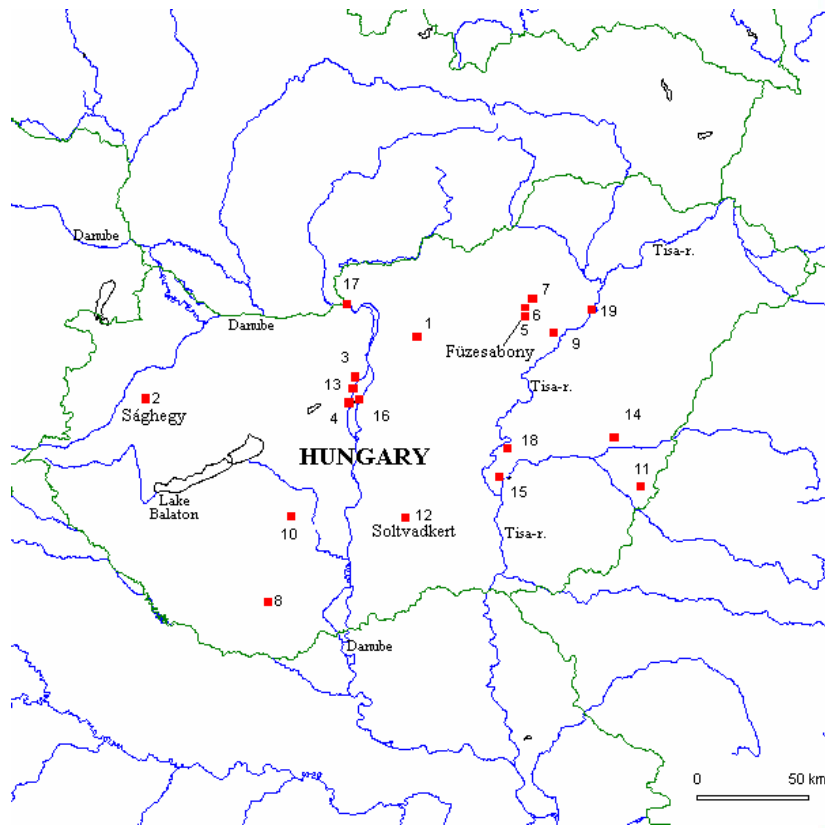 Danube
Tisa-r.
7
17
6
19
Danube
1
5
9
Füzesabony
3
Tisa-r.
13
2
16
4
Sághegy
14
18
HUNGARY
11
15
Lake
Balaton
12
10
Soltvadkert
Tisa-r.
8
Danube
0 50 km